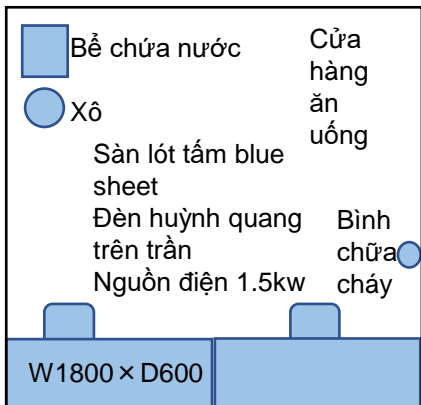 Bể chứa nước
Cửa
hàng
ăn
uống
Xô
Sàn lót tấm blue
sheet
Đèn huỳnh quang
trên trần
Nguồn điện 1.5kw
Bình
chữa
cháy
W1800×D600